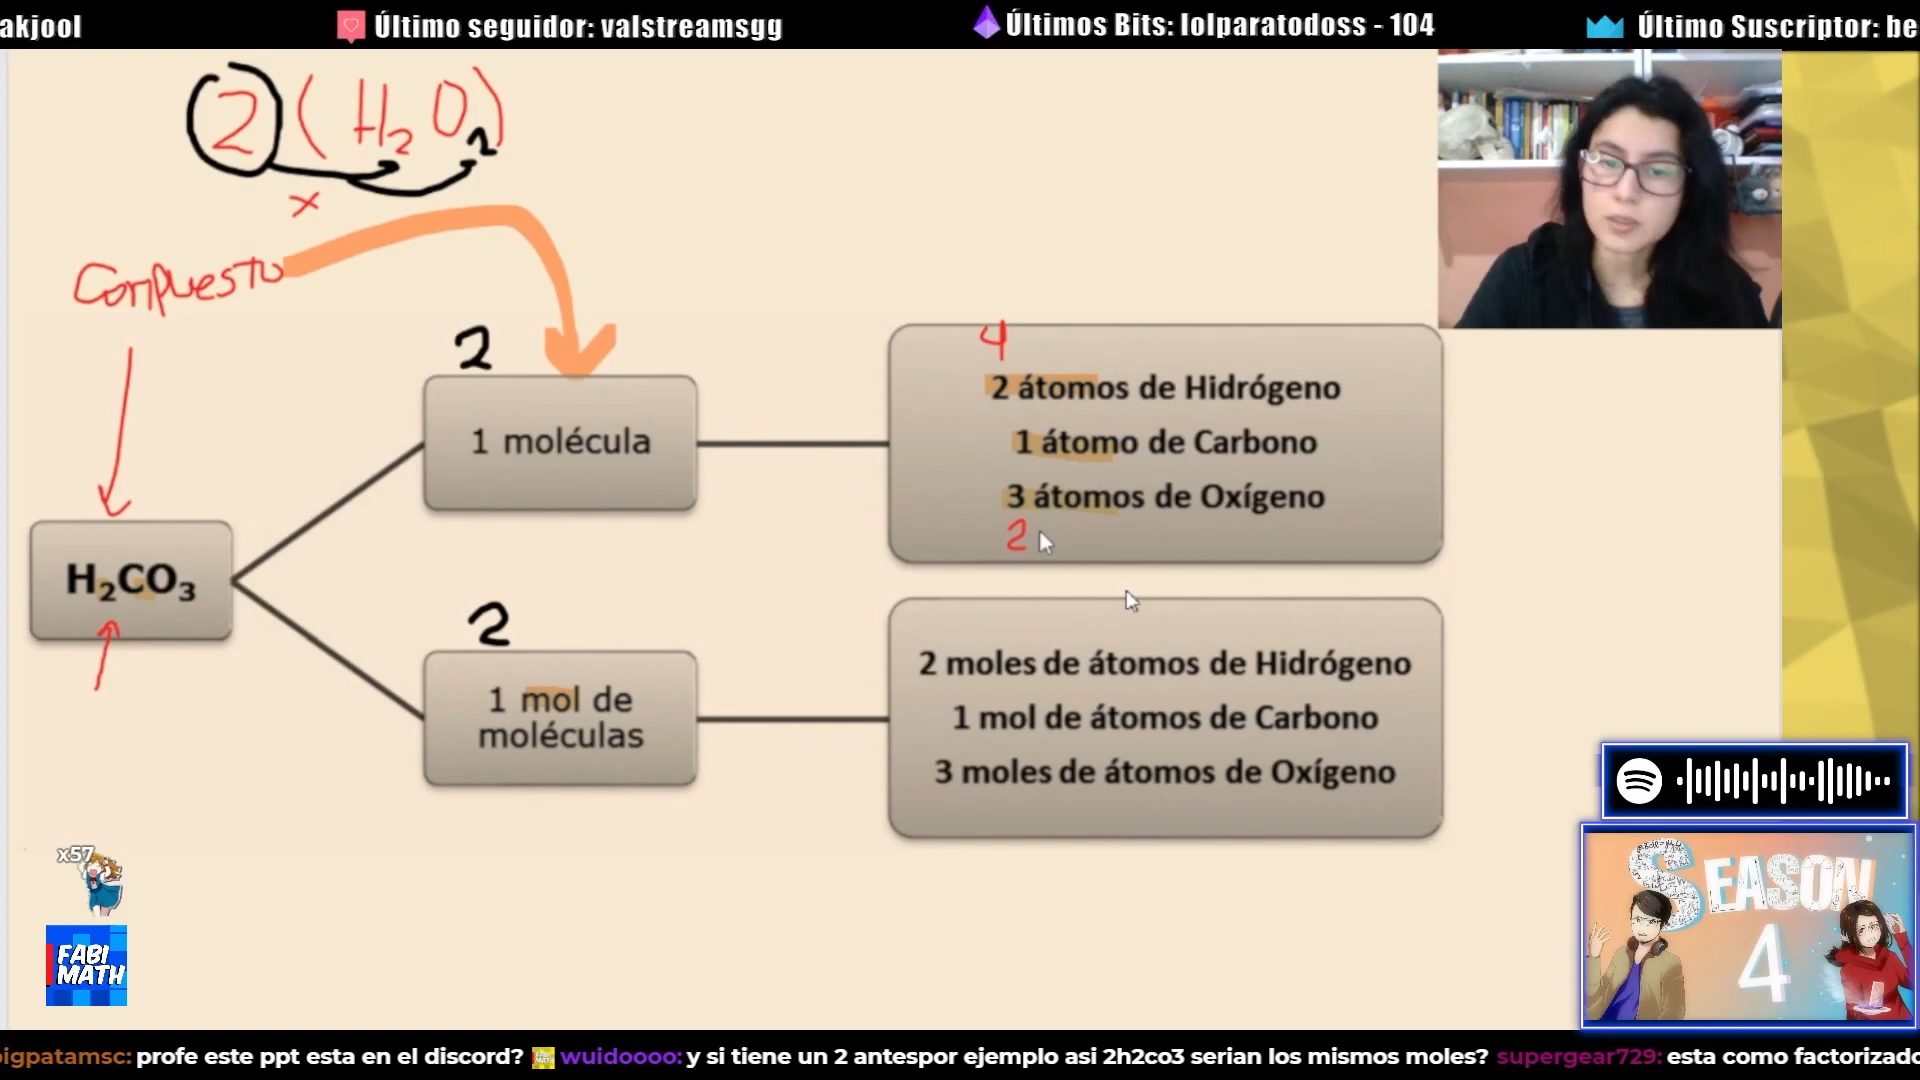 akjool
Último seguidor: valstreamsgg
Últimos Bits: lolparatodoss - 104
Último Suscriptor: be
2 ( H2 O1)
x
Compuesto
2
1 molécula
4
2 átomos de Hidrógeno
1 átomo de Carbono
3 átomos de Oxígeno
2
H₂CO₃
2
1 mol de
moléculas
2 moles de átomos de Hidrógeno
1 mol de átomos de Carbono
3 moles de átomos de Oxígeno
x57
FABI
MATH
SEASON
4
bigpatamsc: profe este ppt esta en el discord? wuidoooo: y si tiene un 2 antespor ejemplo asi 2h2co3 serian los mismos moles? supergear729: esta como factorizado